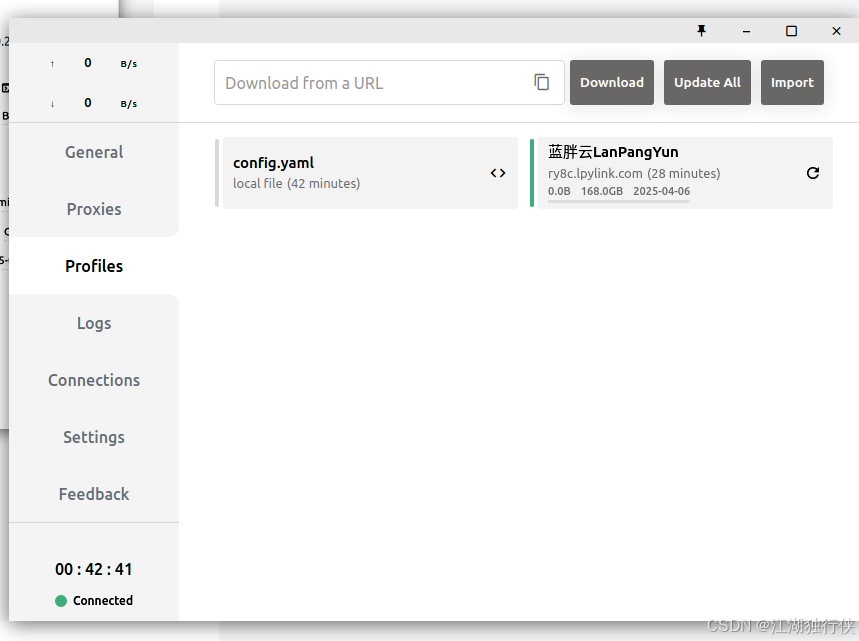 ↑ 0 B/s
↓ 0 B/s
General
Proxies
Profiles
Logs
Connections
Settings
Feedback
00 : 42 : 41
Connected
Download from a URL
Download
Update All
Import
config.yaml
local file (42 minutes)
蓝胖云LanPangYun
ry8c.lpylink.com (28 minutes)
0.0B 168.0GB 2025-04-06
CSDN @江湖独行侠